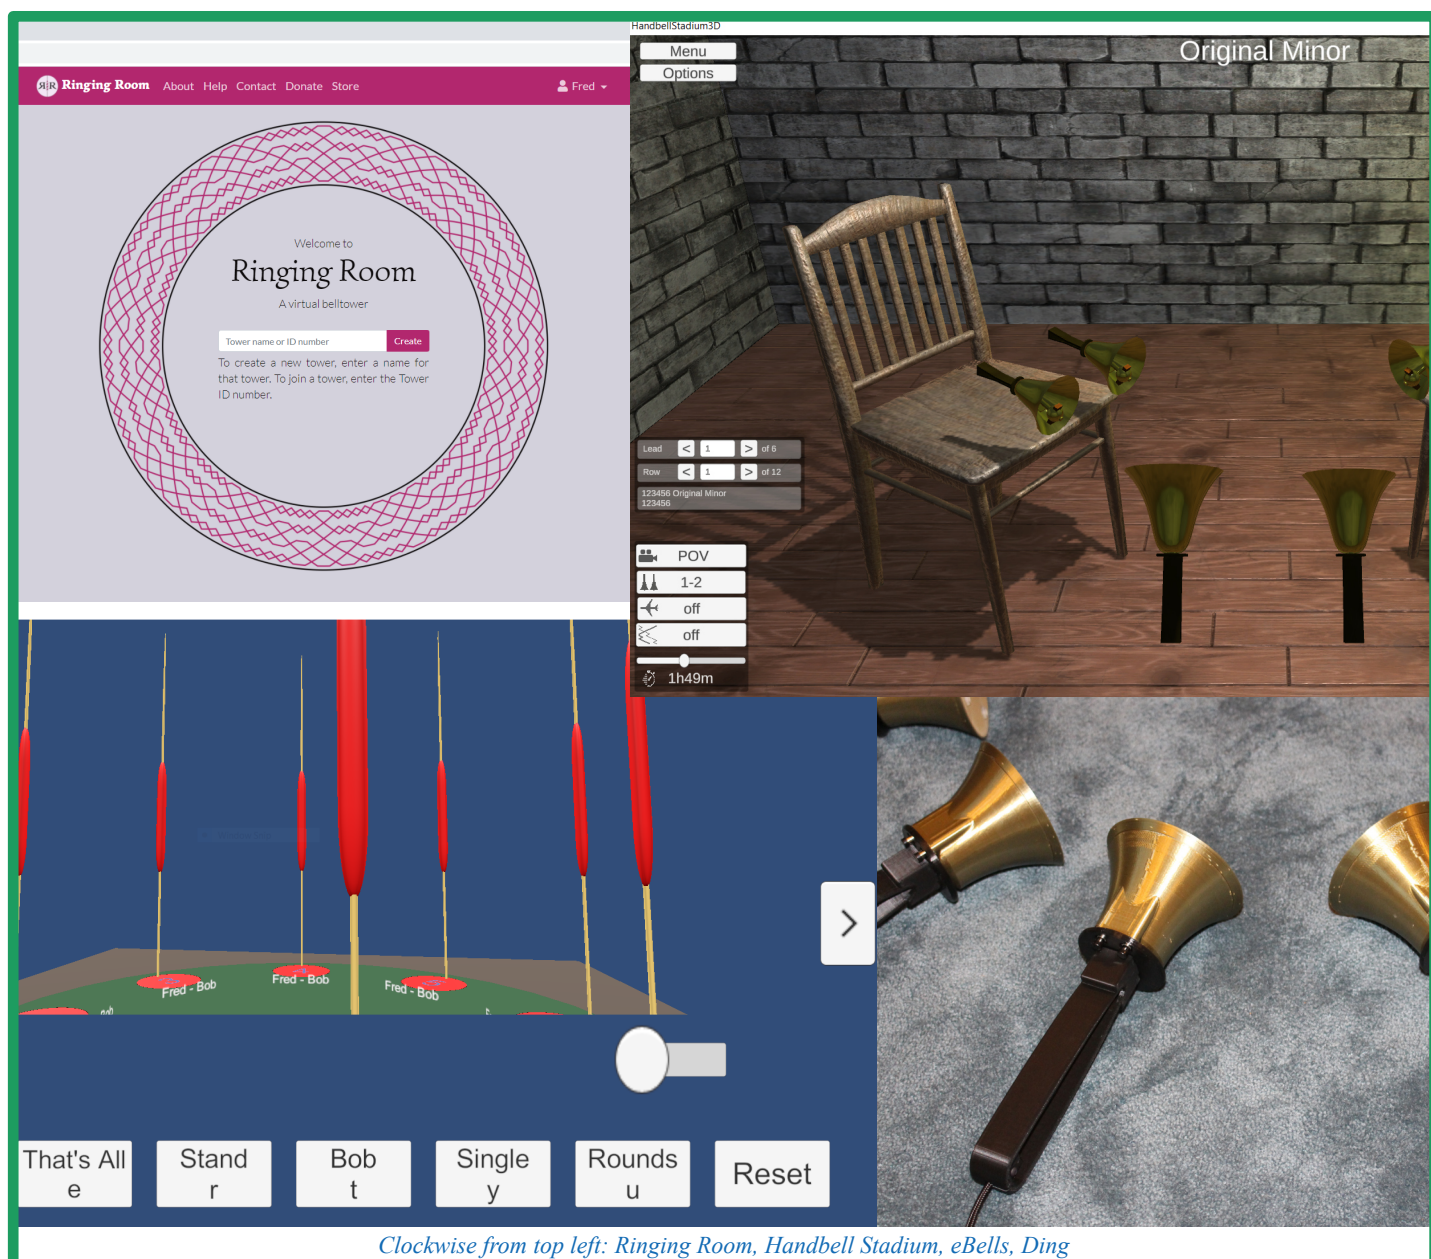 ЯR Ringing Room About Help Contact Donate Store Fred
Welcome to
Ringing Room
A virtual belltower
Tower name or ID number Create
To create a new tower, enter a name for
that tower. To join a tower, enter the Tower
ID number.
HandbellStadium3D
Menu
Options
Original Minor
Lead < 1 > of 6
Row < 1 > of 12
123456 Original Minor
123456
POV
1-2
off
off
1h49m
Fred - Bob
Fred - Bob
Fred - Bob
>
That's All
e
Stand
r
Bob
t
Single
y
Rounds
u
Reset
Clockwise from top left: Ringing Room, Handbell Stadium, eBells, Ding